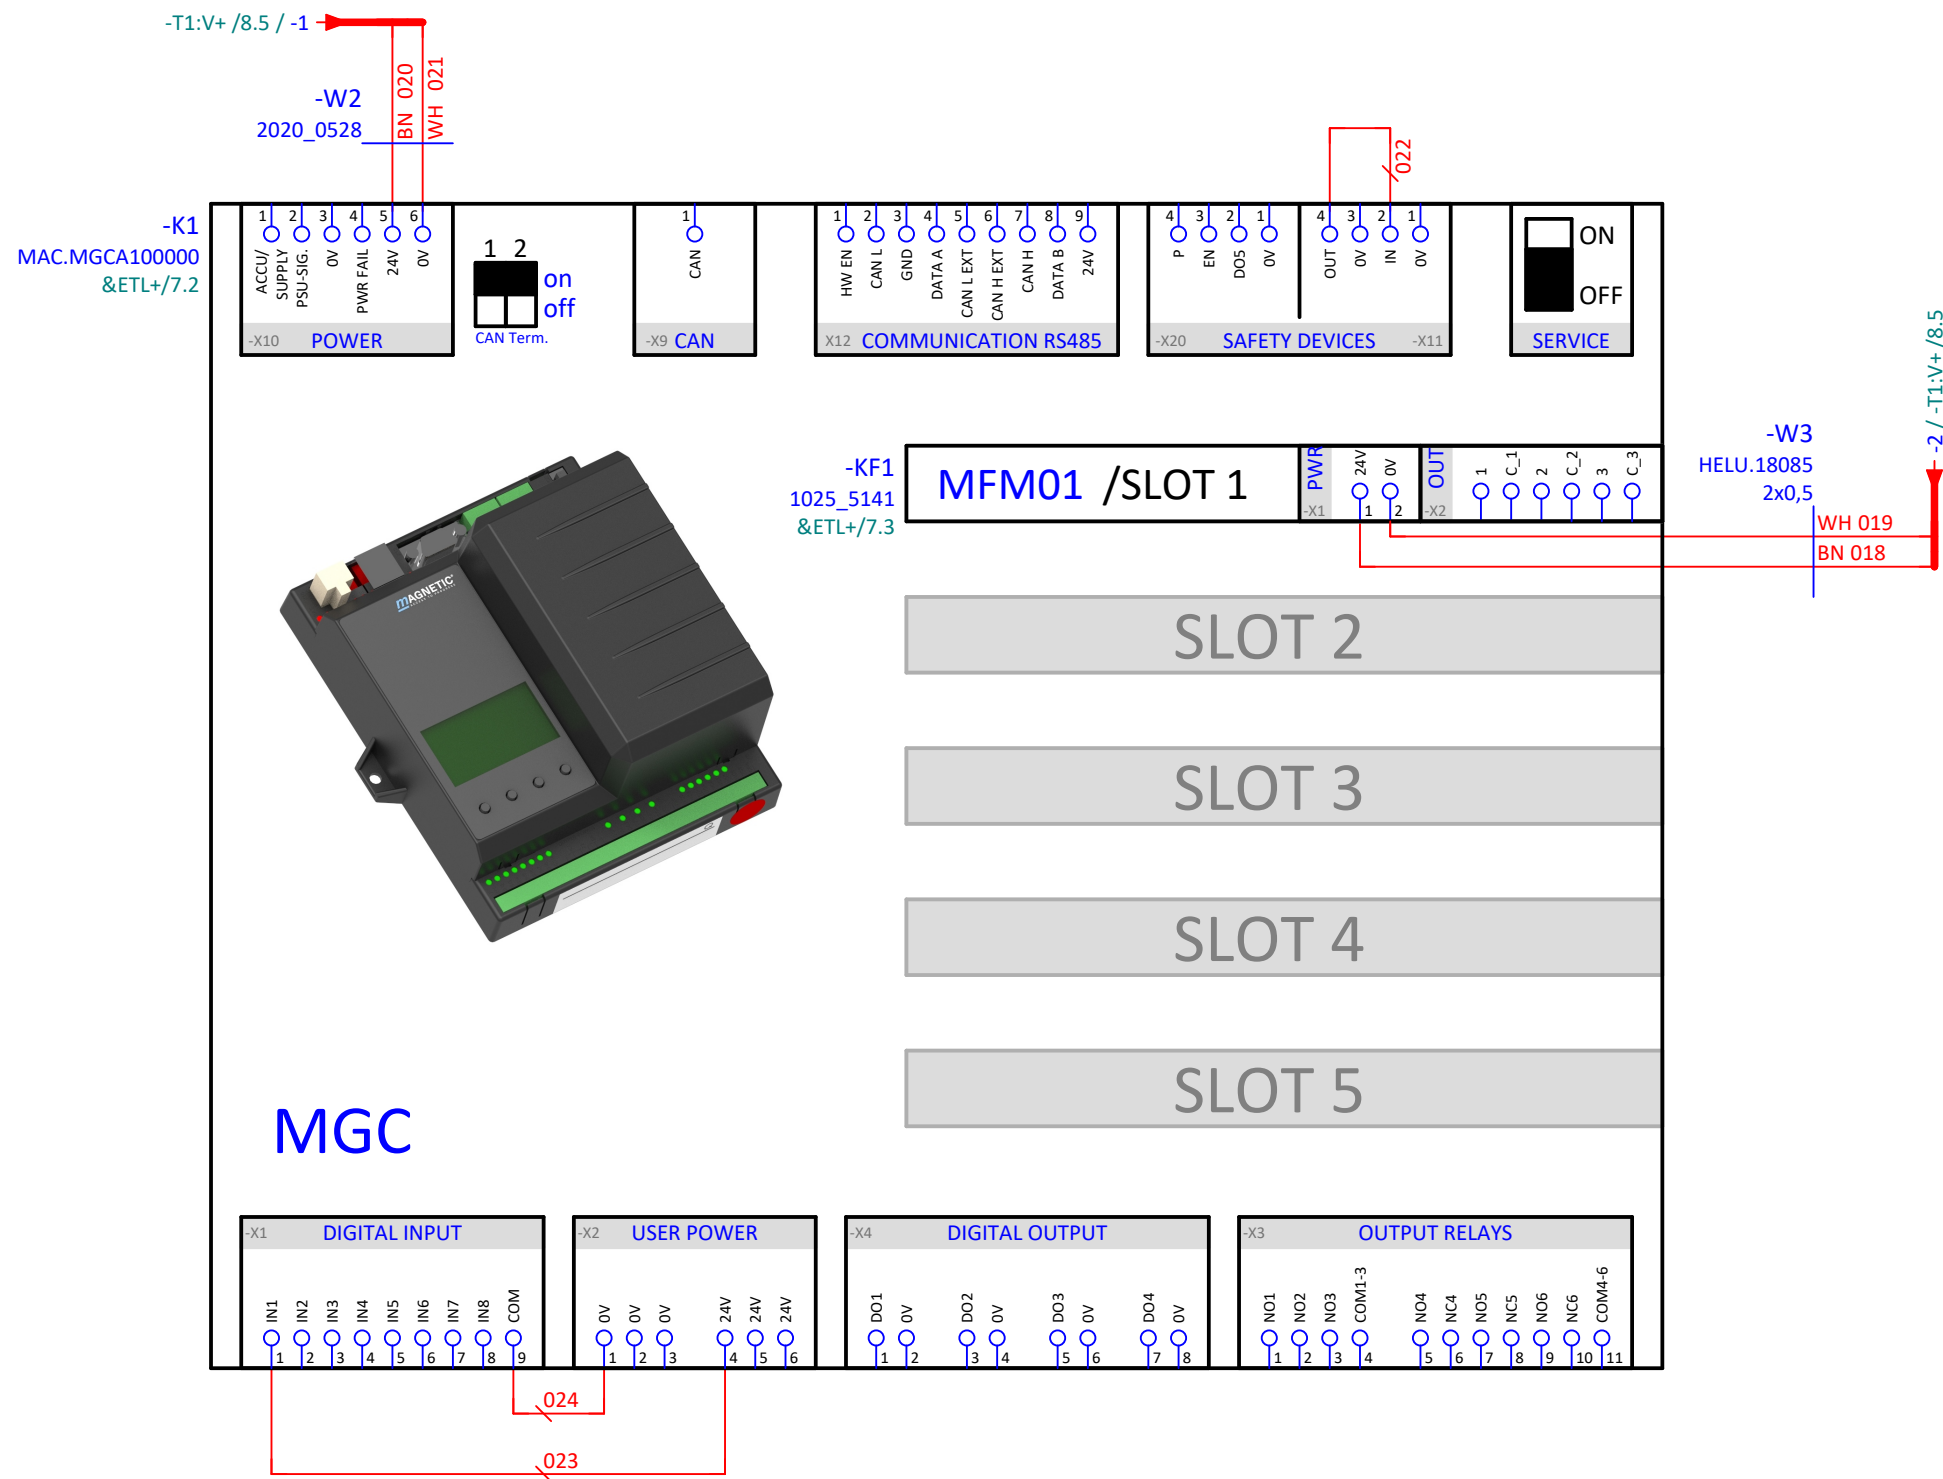 -T1:V+ /8.5 / -1
BN 020
WH 021
-W2
2020_0528
022
-K1
MAC.MGCA100000
&ETL+/7.2
1 2 3 4 5 6
ACCU/
SUPPLY
PSU-SIG.
0V
PWR FAIL
24V
0V
-X10 POWER
1 2
on
off
CAN Term.
1
CAN
-X9 CAN
1 2 3 4 5 6 7 8 9
HW EN
CAN L
GND
DATA A
CAN L EXT
CAN H EXT
CAN H
DATA B
24V
X12 COMMUNICATION RS485
4 3 2 1 4 3 2 1
P
EN
DO5
0V
OUT
0V
IN
0V
-X20 SAFETY DEVICES -X11
ON
OFF
SERVICE
-2 / -T1:V+ /8.5
-KF1
1025_5141
&ETL+/7.3
MFM01 /SLOT 1
PWR
-X1
24V
0V
1 2
OUT
-X2
1
C_1
2
C_2
3
C_3
-W3
HELU.18085
2x0,5
WH 019
BN 018
MAGNETIC
SLOT 2
SLOT 3
SLOT 4
SLOT 5
MGC
-X1 DIGITAL INPUT
IN1
IN2
IN3
IN4
IN5
IN6
IN7
IN8
COM
1 2 3 4 5 6 7 8 9
-X2 USER POWER
0V
0V
0V
24V
24V
24V
1 2 3 4 5 6
-X4 DIGITAL OUTPUT
DO1
0V
DO2
0V
DO3
0V
DO4
0V
1 2 3 4 5 6 7 8
-X3 OUTPUT RELAYS
NO1
NO2
NO3
COM1-3
NO4
NC4
NO5
NC5
NO6
NC6
COM4-6
1 2 3 4 5 6 7 8 9 10 11
024
023